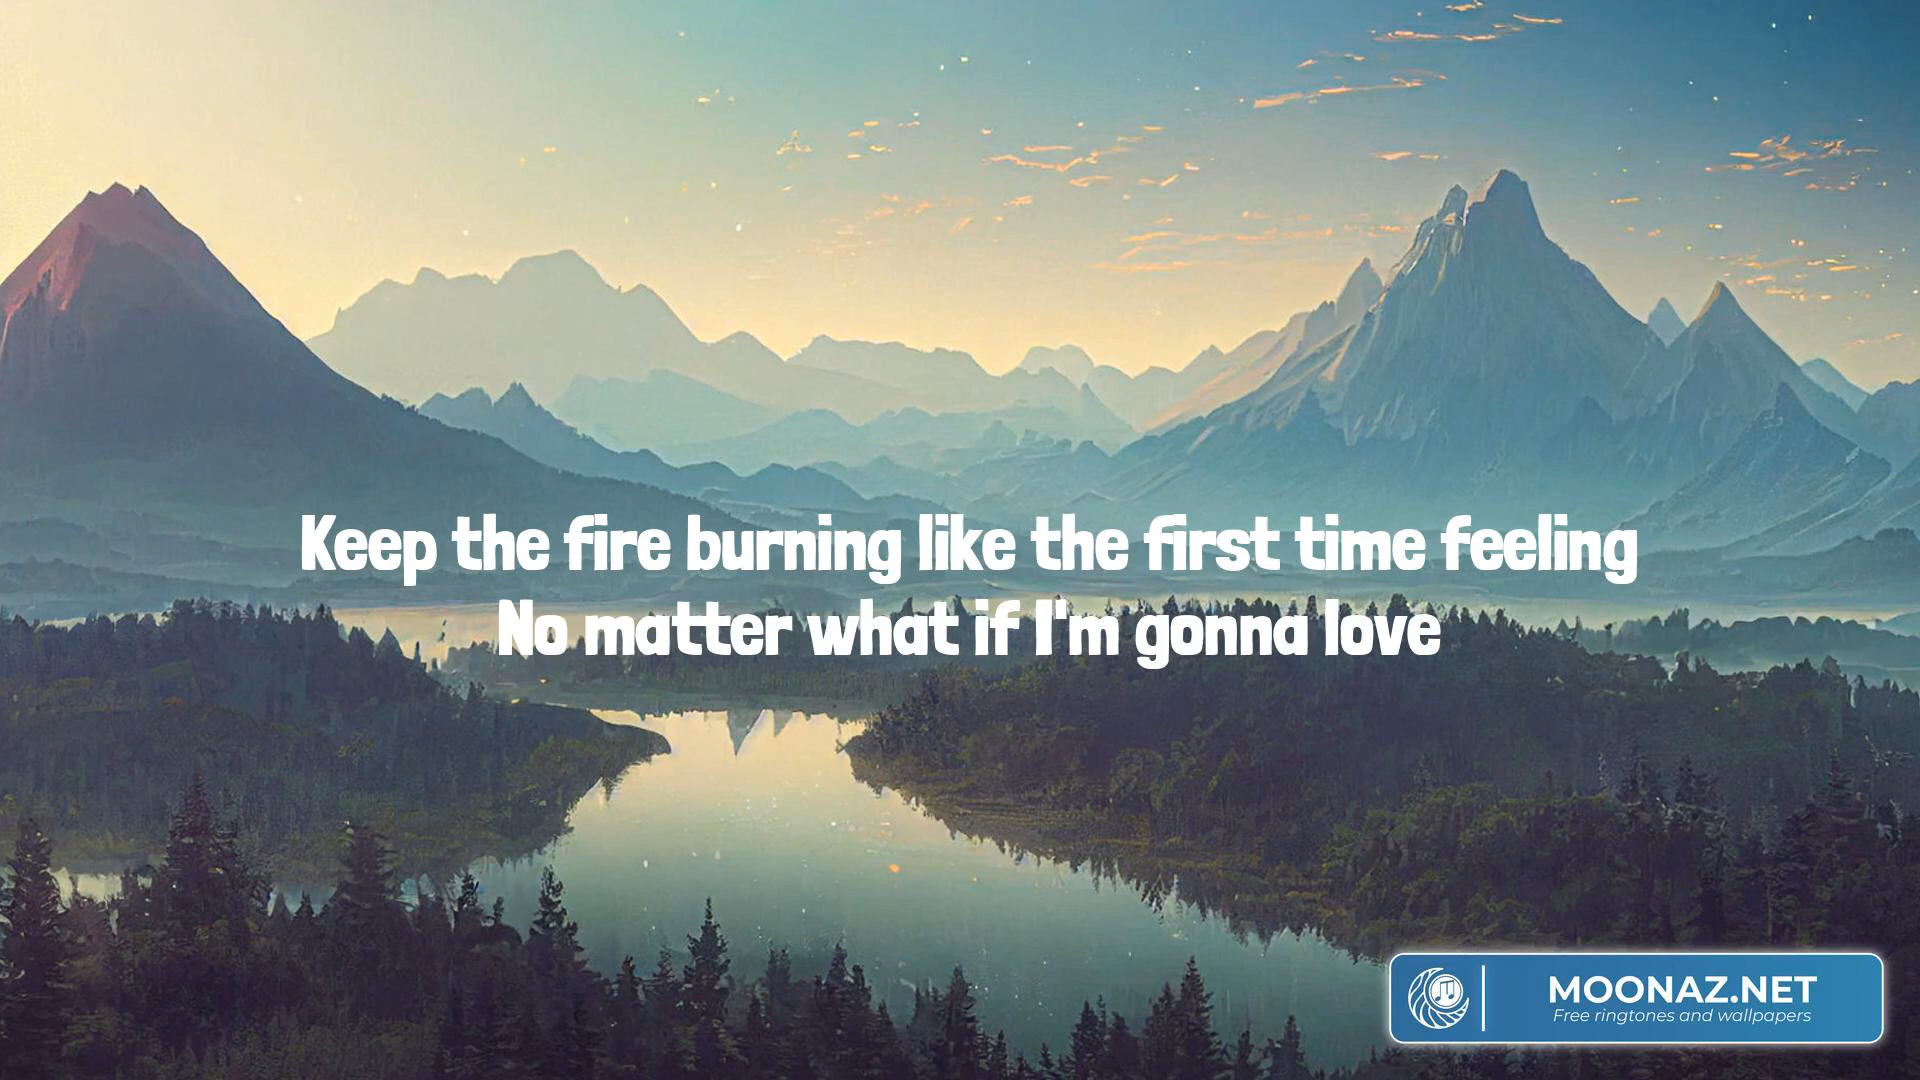 Keep the fire burning like the first time feeling
No matter what if I'm gonna love
MOONAZ.NET
Free ringtones and wallpapers